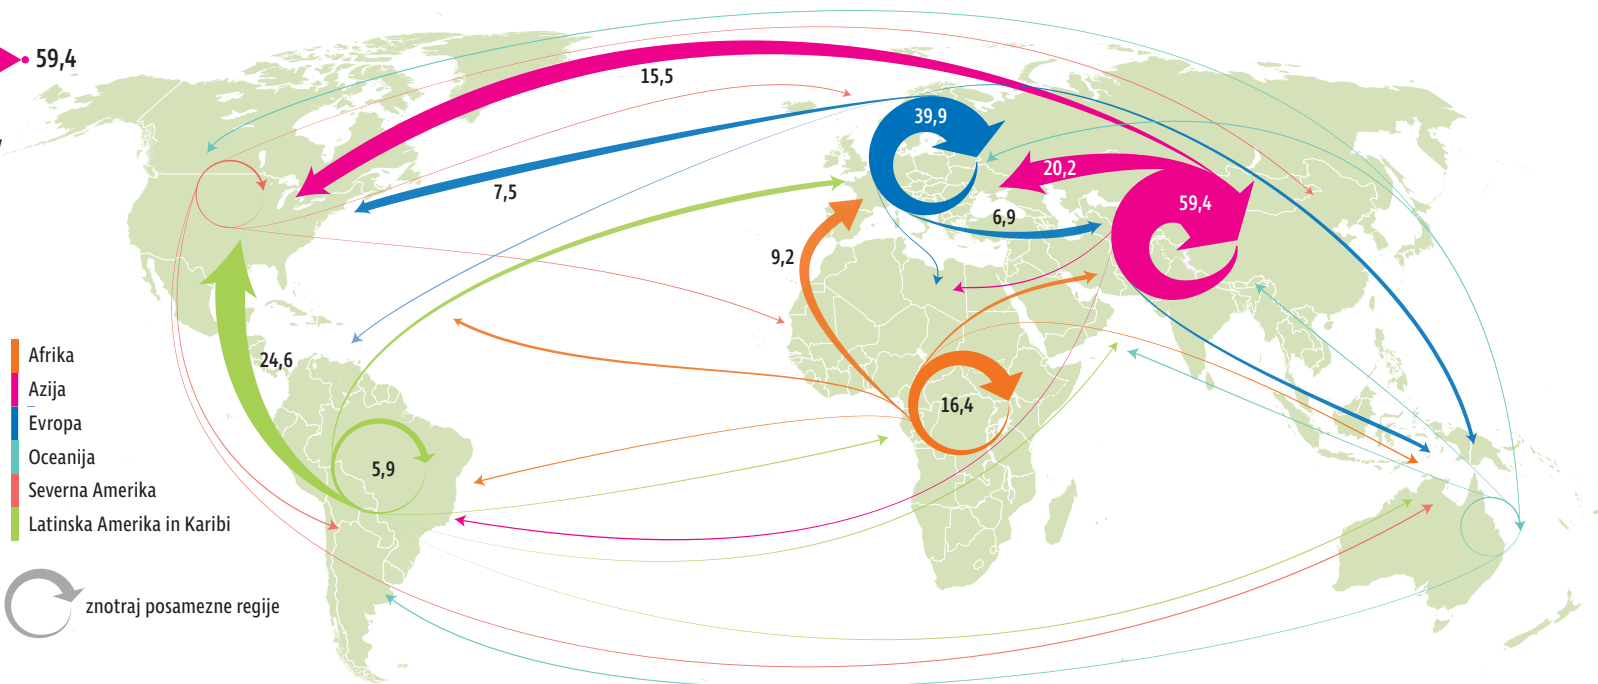 59,4
15,5
39,9
20,2
7,5
59,4
6,9
9,2
24,6
16,4
5,9
Afrika
Azija
Evropa
Oceanija
Severna Amerika
Latinska Amerika in Karibi
znotraj posamezne regije